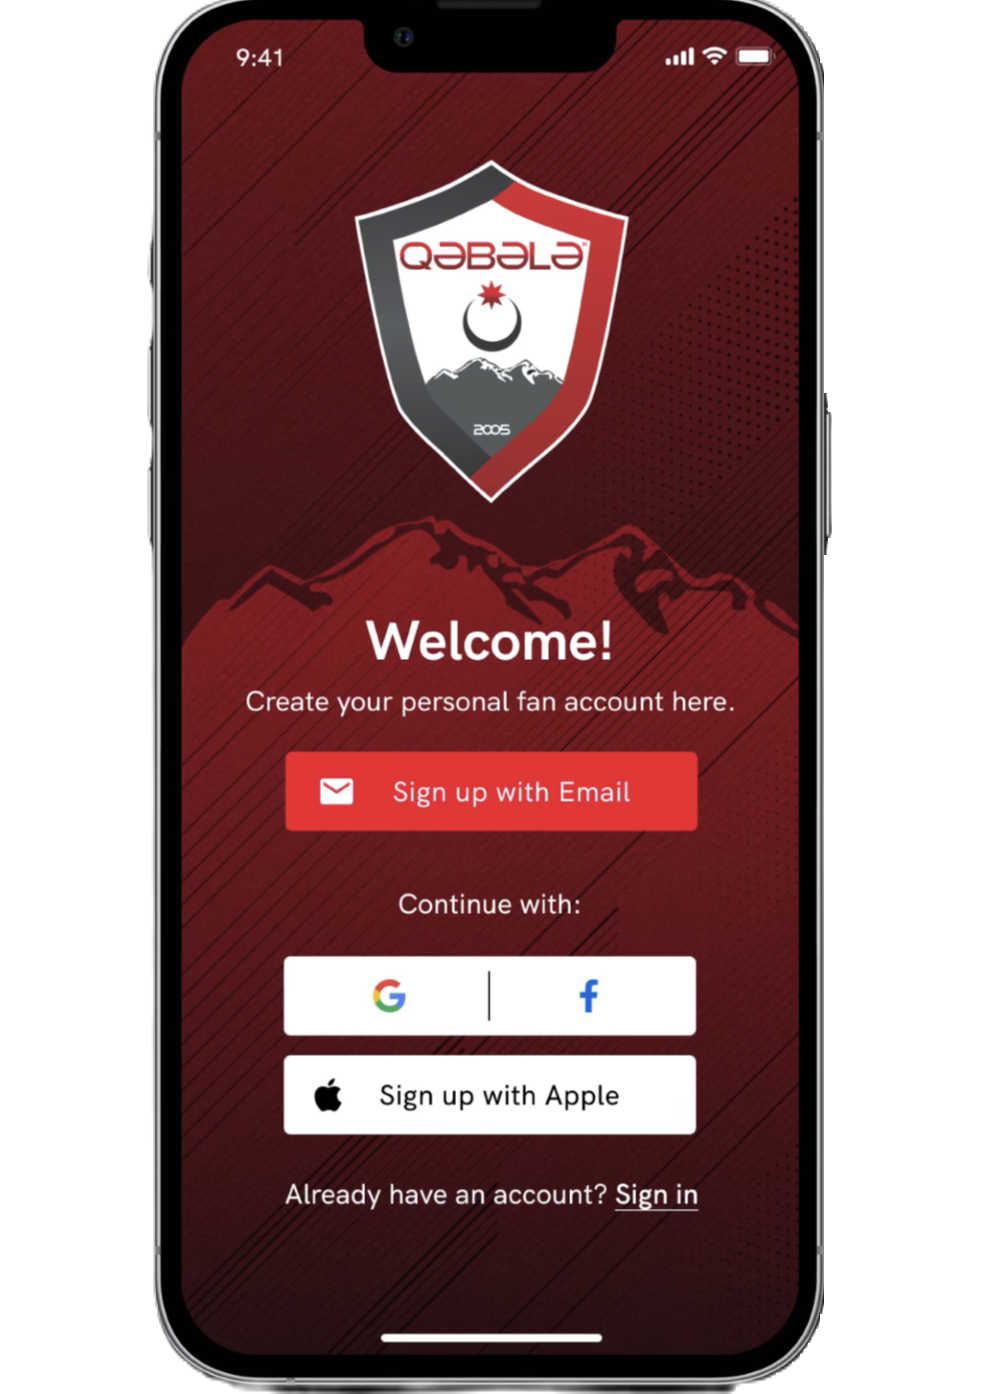 9:41
QƏBƏLƏ
2005
Welcome!
Create your personal fan account here.
Sign up with Email
Continue with:
Sign up with Apple
Already have an account? Sign in